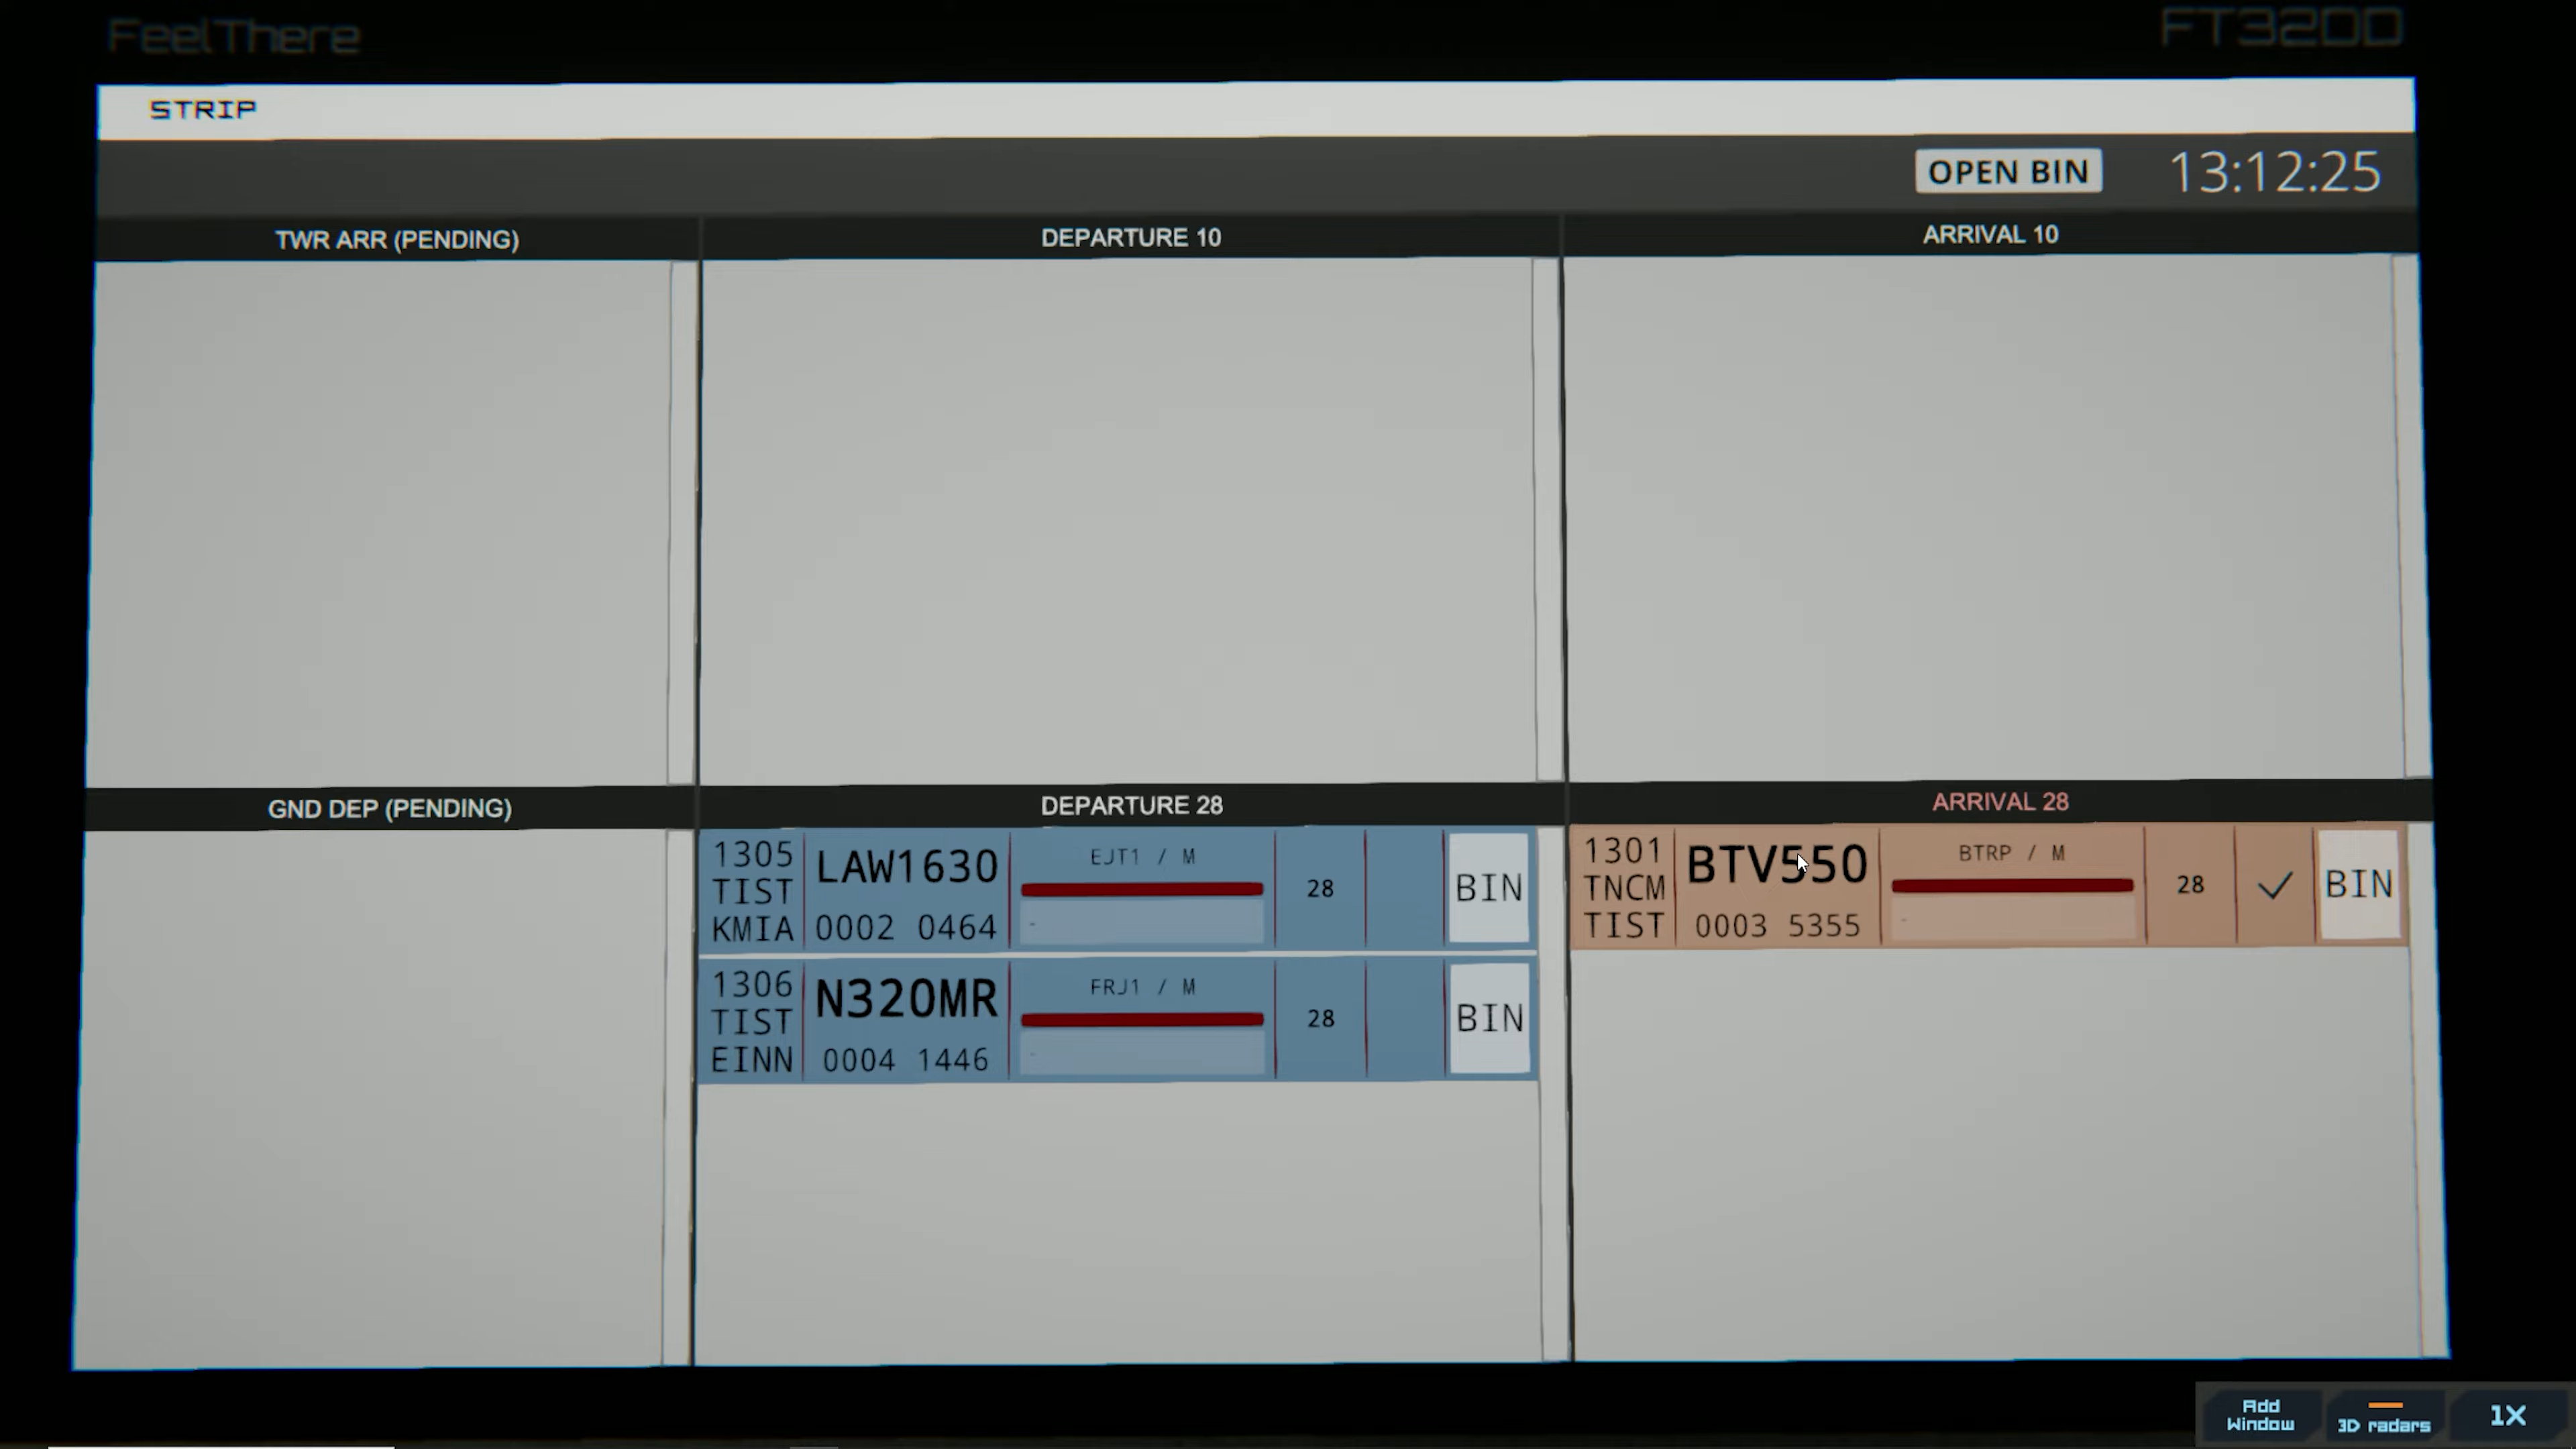 FeelThere
FT32DD
STRIP
OPEN BIN
13:12:25
TWR ARR (PENDING)
DEPARTURE 10
ARRIVAL 10
GND DEP (PENDING)
DEPARTURE 28
ARRIVAL 28
1305
TIST
KMIA
LAW1630
0002 0464
EJT1 / M
-
28
BIN
1306
TIST
EINN
N320MR
0004 1446
FRJ1 / M
-
28
BIN
1301
TNCM
TIST
BTV550
0003 5355
BTRP / M
-
28
✓
BIN
Add
Window
3D radars
1X